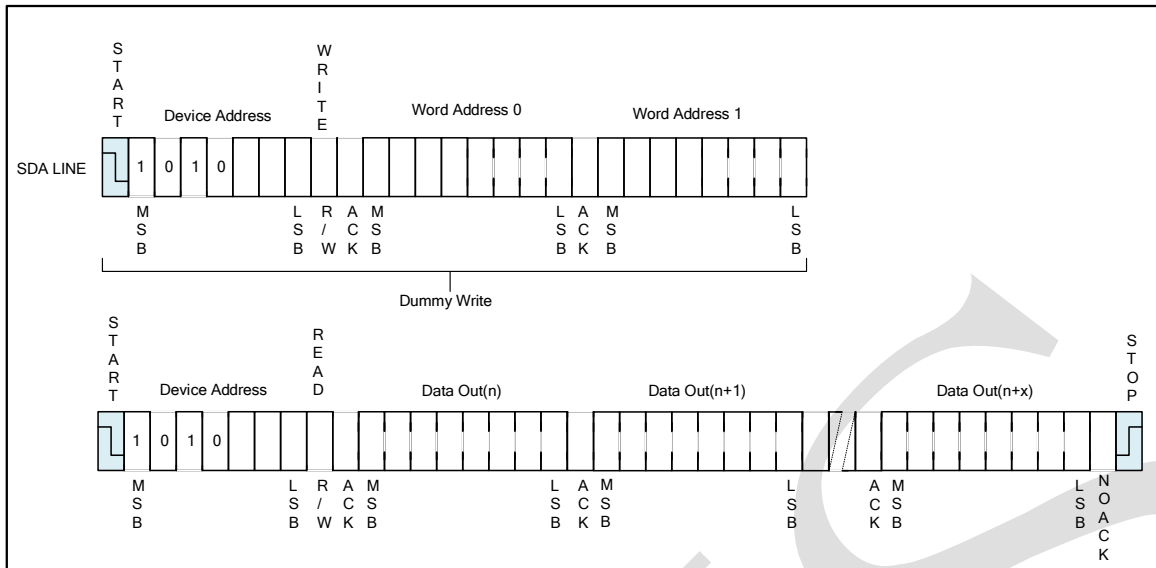 START
WRITE
Device Address
Word Address 0
Word Address 1
SDA LINE
1 0 1 0
MSB
LSB
R/W
ACK
MSB
LSB
ACK
MSB
LSB
Dummy Write
START
READ
STOP
Device Address
Data Out(n)
Data Out(n+1)
Data Out(n+x)
1 0 1 0
MSB
LSB
R/W
ACK
MSB
LSB
ACK
MSB
LSB
ACK
MSB
LSB
NOACK